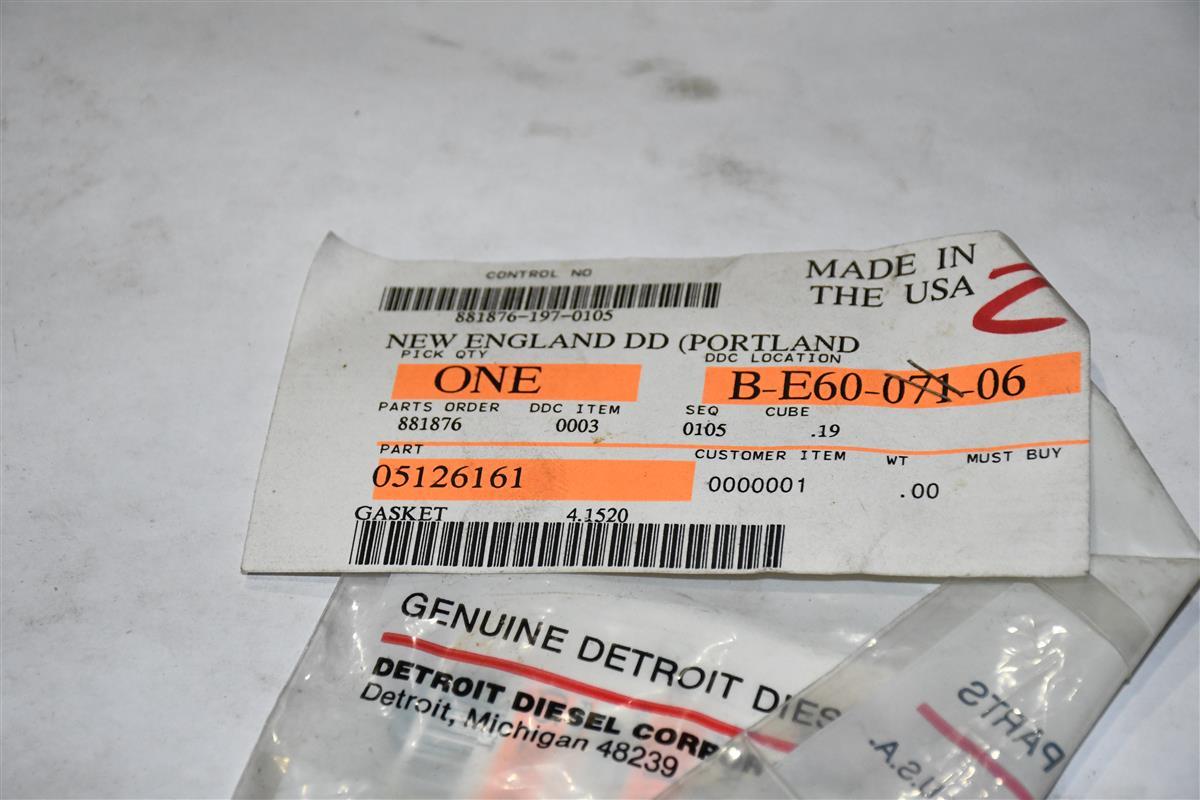 CONTROL NO
MADE IN
THE USA
2
881876-197-0105
NEW ENGLAND DD (PORTLAND
PICK QTY DDC LOCATION
ONE B-E60-071-06
PARTS ORDER DDC ITEM SEQ CUBE
881876 0003 0105 .19
PART CUSTOMER ITEM WT MUST BUY
05126161 0000001 .00
GASKET 4.1520
GENUINE DETROIT DIES
DETROIT DIESEL CORPOR
Detroit, Michigan 48239
PARTS
U.S.A.